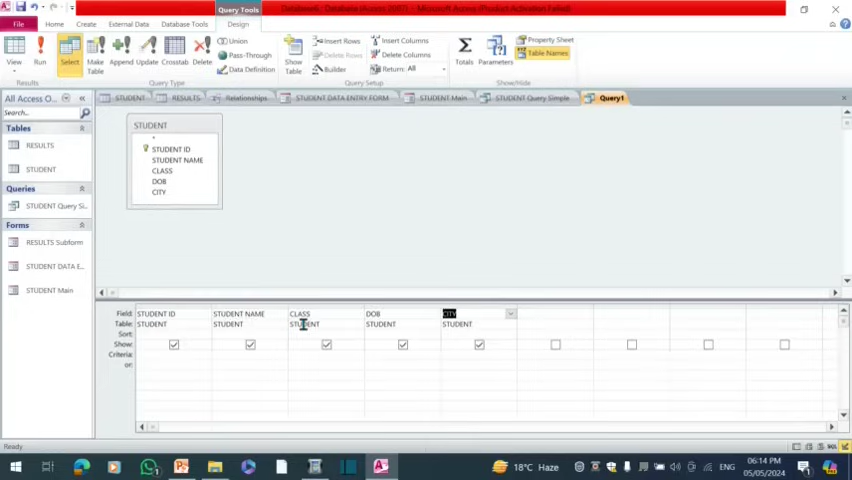 Query Tools
Database6 : Database (Access 2007) - Microsoft Access (Product Activation Failed)
File
Home
Create
External Data
Database Tools
Design
View
Run
Results
Select
Make
Table
Append
Update
Crosstab
Delete
Union
Pass-Through
Data Definition
Query Type
Show
Table
Insert Rows
Delete Rows
Builder
Insert Columns
Delete Columns
Return: All
Query Setup
Totals
Parameters
Property Sheet
Table Names
Show/Hide
All Access O...
Search...
Tables
RESULTS
STUDENT
Queries
STUDENT Query Si...
Forms
RESULTS Subform
STUDENT DATA E...
STUDENT Main
STUDENT
RESULTS
Relationships
STUDENT DATA ENTRY FORM
STUDENT Main
STUDENT Query Simple
Query1
STUDENT
*
STUDENT ID
STUDENT NAME
CLASS
DOB
CITY
Field: STUDENT ID STUDENT NAME CLASS DOB CITY
Table: STUDENT STUDENT STUDENT STUDENT STUDENT
Sort:
Show:
Criteria:
or:
Ready
SQL
18°C Haze
ENG
06:14 PM
05/05/2024